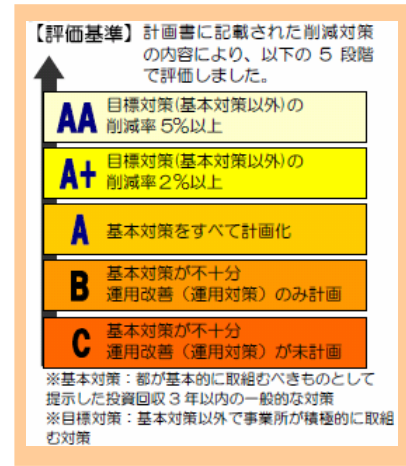 【評価基準】計画書に記載された削減対策
の内容により、以下の 5 段階
で評価しました。
AA 目標対策(基本対策以外)の
削減率 5%以上
A+ 目標対策(基本対策以外)の
削減率2%以上
A 基本対策をすべて計画化
B 基本対策が不十分
運用改善（運用対策）のみ計画
C 基本対策が不十分
運用改善（運用対策）が未計画
※基本対策：都が基本的に取組むべきものとして
提示した投資回収３年以内の一般的な対策
※目標対策：基本対策以外で事業所が積極的に取組
む対策